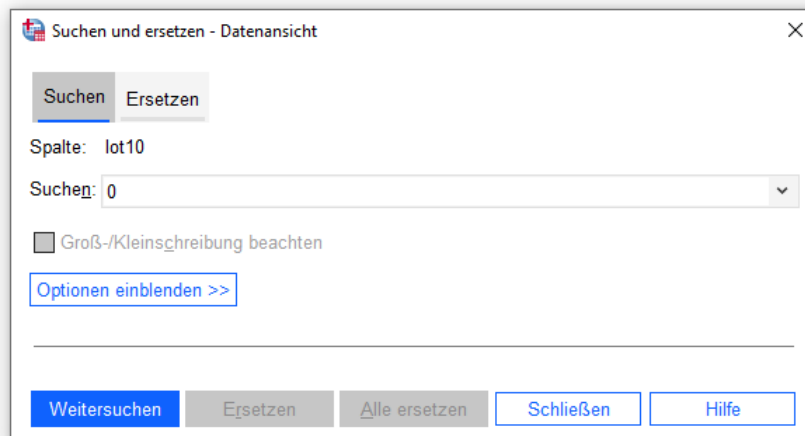 Suchen und ersetzen - Datenansicht
Suchen Ersetzen
Spalte: lot10
Suchen: 0
Groß-/Kleinschreibung beachten
Optionen einblenden >>
Weitersuchen Ersetzen Alle ersetzen Schließen Hilfe